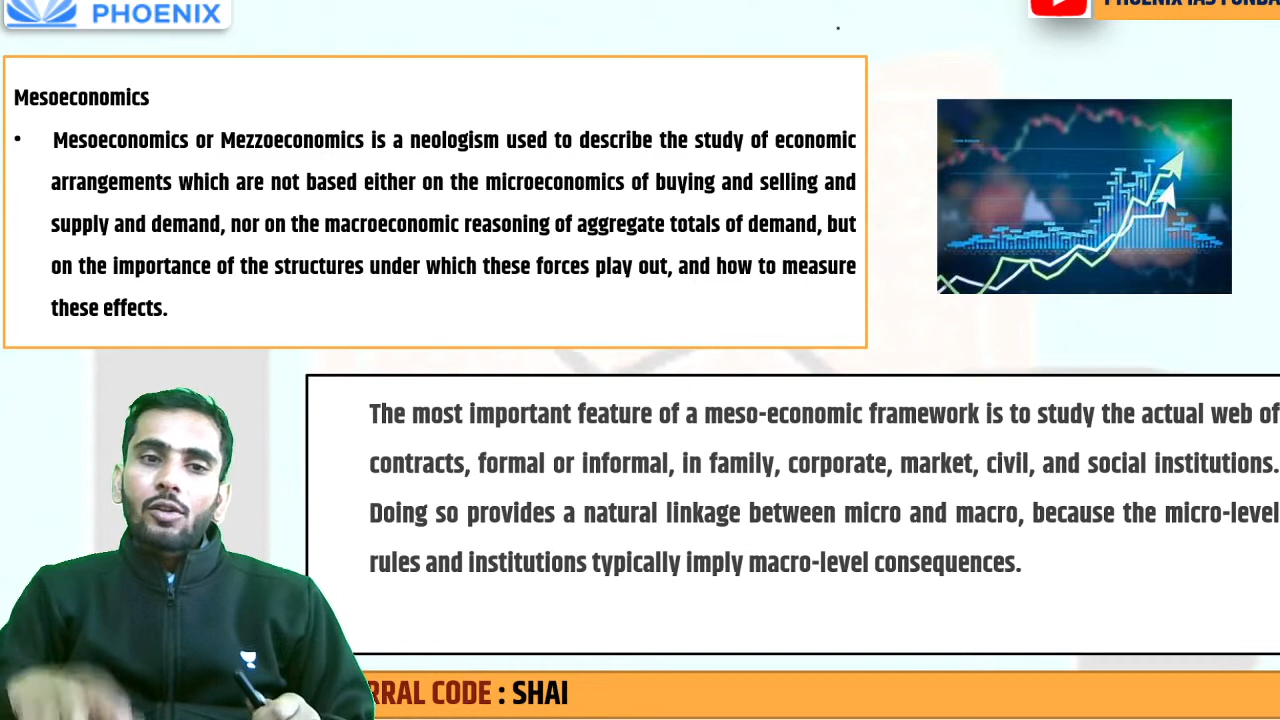 PHOENIX
PHOENIX IAS FUNDA
Mesoeconomics
• Mesoeconomics or Mezzoeconomics is a neologism used to describe the study of economic
arrangements which are not based either on the microeconomics of buying and selling and
supply and demand, nor on the macroeconomic reasoning of aggregate totals of demand, but
on the importance of the structures under which these forces play out, and how to measure
these effects.
The most important feature of a meso-economic framework is to study the actual web of
contracts, formal or informal, in family, corporate, market, civil, and social institutions.
Doing so provides a natural linkage between micro and macro, because the micro-level
rules and institutions typically imply macro-level consequences.
RRAL CODE : SHAI